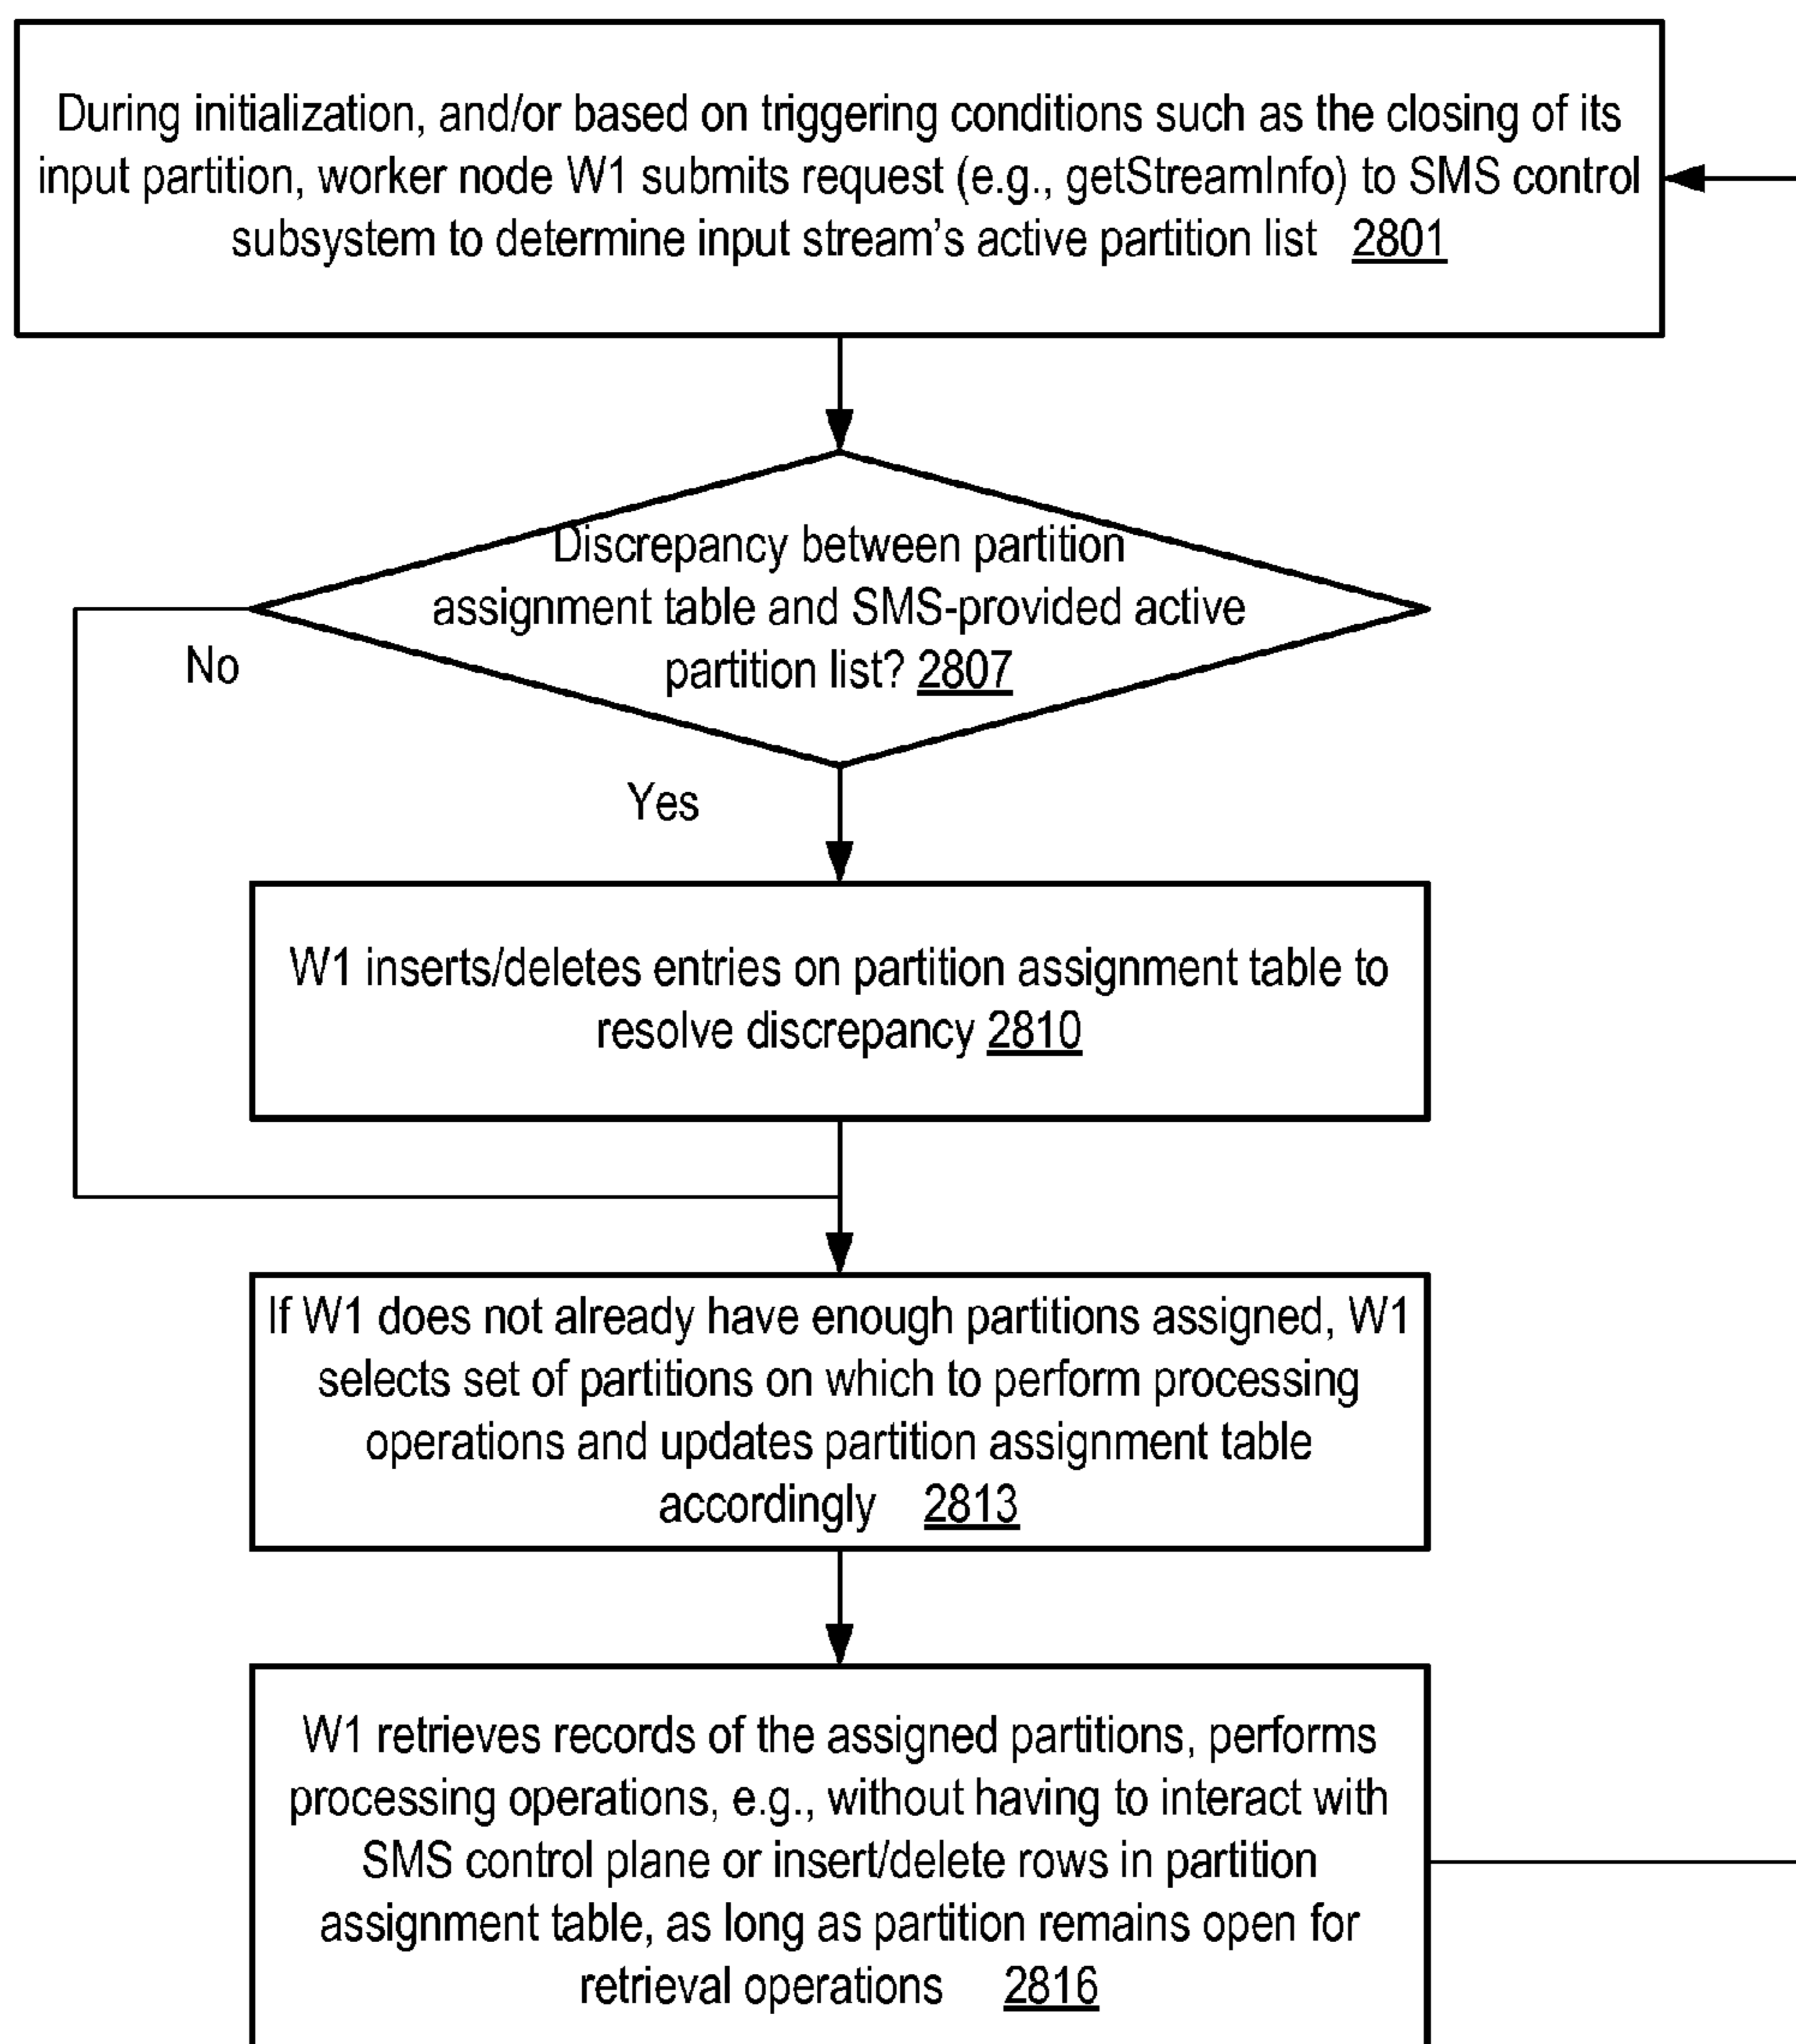 During initialization, and/or based on triggering conditions such as the closing of its
input partition, worker node W1 submits request (e.g., getStreamInfo) to SMS control
subsystem to determine input stream’s active partition list 2801
Discrepancy between partition
assignment table and SMS-provided active
partition list? 2807
No
Yes
W1 inserts/deletes entries on partition assignment table to
resolve discrepancy 2810
If W1 does not already have enough partitions assigned, W1
selects set of partitions on which to perform processing
operations and updates partition assignment table
accordingly 2813
W1 retrieves records of the assigned partitions, performs
processing operations, e.g., without having to interact with
SMS control plane or insert/delete rows in partition
assignment table, as long as partition remains open for
retrieval operations 2816